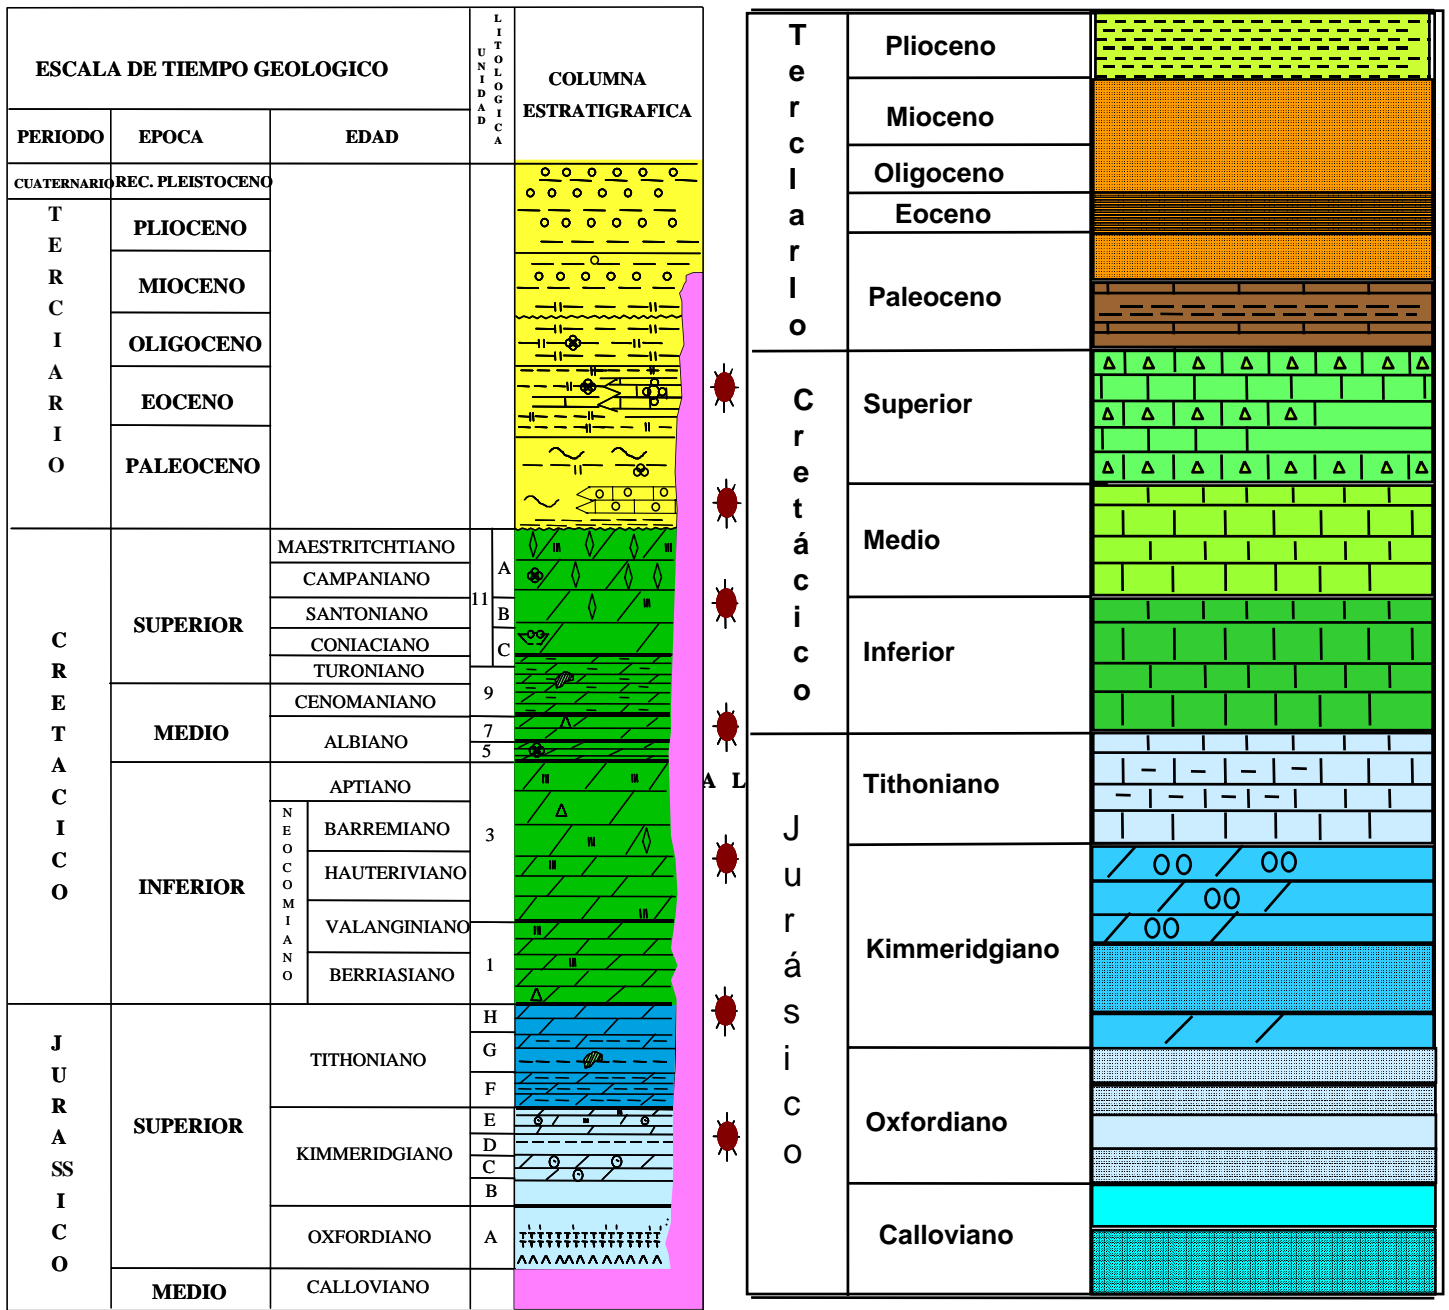 ESCALA DE TIEMPO GEOLOGICO
UNIDAD
LITOLOGICA
COLUMNA
ESTRATIGRAFICA
PERIODO
EPOCA
EDAD
CUATERNARIO
REC. PLEISTOCENO
TERCIARIO
PLIOCENO
MIOCENO
OLIGOCENO
EOCENO
PALEOCENO
CRETACICO
SUPERIOR
MAESTRITCHTIANO
CAMPANIANO
SANTONIANO
CONIACIANO
TURONIANO
11
A
B
C
MEDIO
CENOMANIANO
9
ALBIANO
7
5
INFERIOR
APTIANO
NEOCOMIANO
BARREMIANO
HAUTERIVIANO
VALANGINIANO
BERRIASIANO
3
1
JURASSICO
SUPERIOR
TITHONIANO
H
G
F
KIMMERIDGIANO
E
D
C
B
OXFORDIANO
A
MEDIO
CALLOVIANO
A L
TercIarIo
Plioceno
Mioceno
Oligoceno
Eoceno
Paleoceno
Cretácico
Superior
Medio
Inferior
Jurásico
Tithoniano
Kimmeridgiano
Oxfordiano
Calloviano